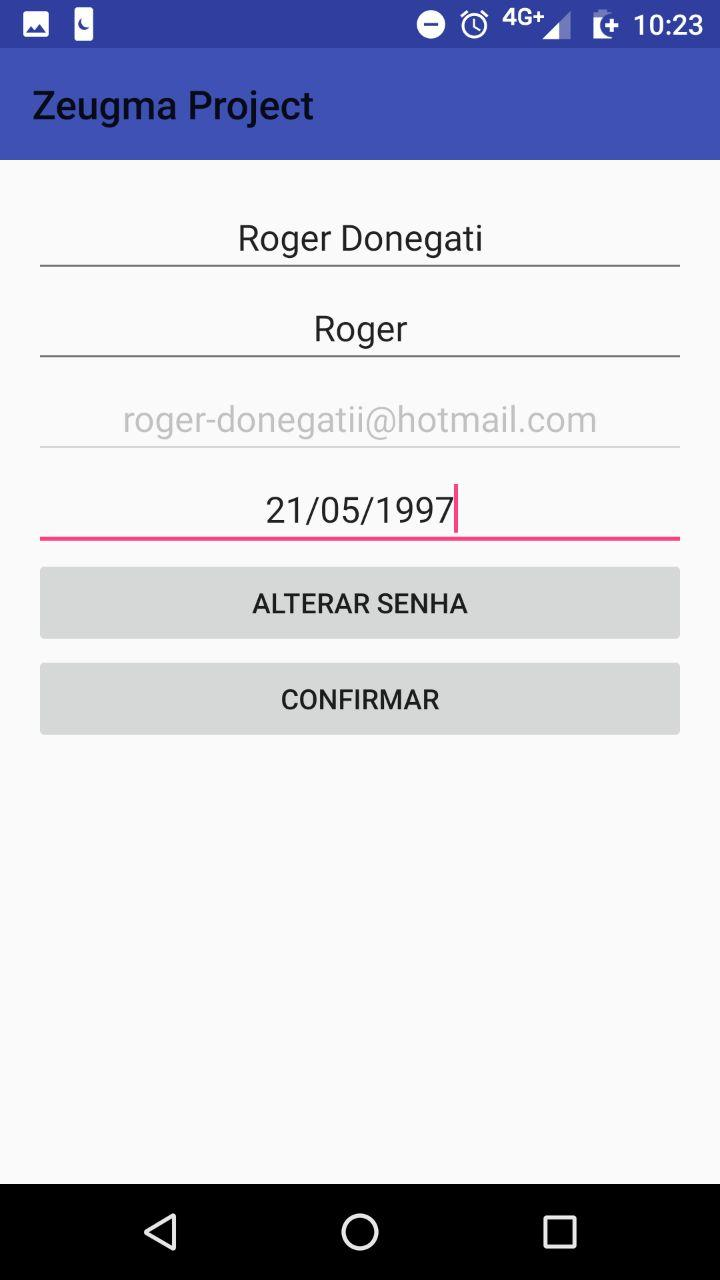 4G+ 10:23
Zeugma Project
Roger Donegati
Roger
roger-donegatii@hotmail.com
21/05/1997
ALTERAR SENHA
CONFIRMAR